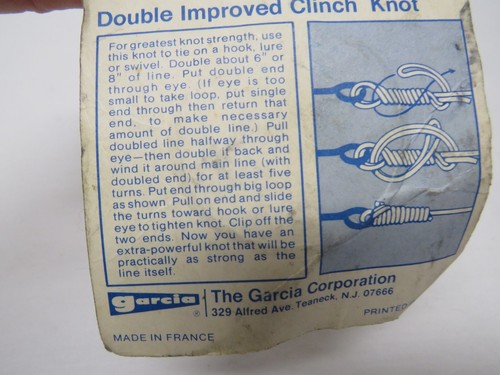 Double Improved Clinch Knot
For greatest knot strength, use
this knot to tie on a hook, lure
or swivel. Double about 6" or
8" of line. Put double end
through eye. (If eye is too
small to take loop, put single
end through then return that
end, to make necessary
amount of double line.) Pull
doubled line halfway through
eye—then double if back and
wind it around main line (with
doubled end) for at least five
turns. Put end through big loop
as shown. Pull on end and slide
the turns toward hook or lure
eye to tighten knot. Clip off the
two ends. Now you have an
extra-powerful knot that will be
practically as strong as the
line itself.
garcia ®
The Garcia Corporation
329 Alfred Ave. Teaneck, N.J. 07666
PRINTED
MADE IN FRANCE